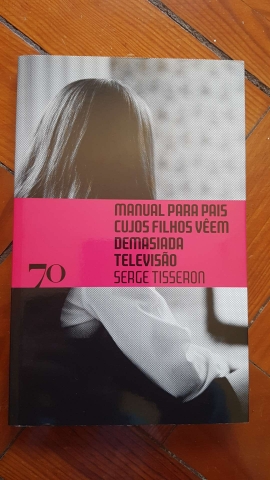 MANUAL PARA PAIS
CUJOS FILHOS VÊEM
DEMASIADA
TELEVISÃO
SERGE TISSERON
70